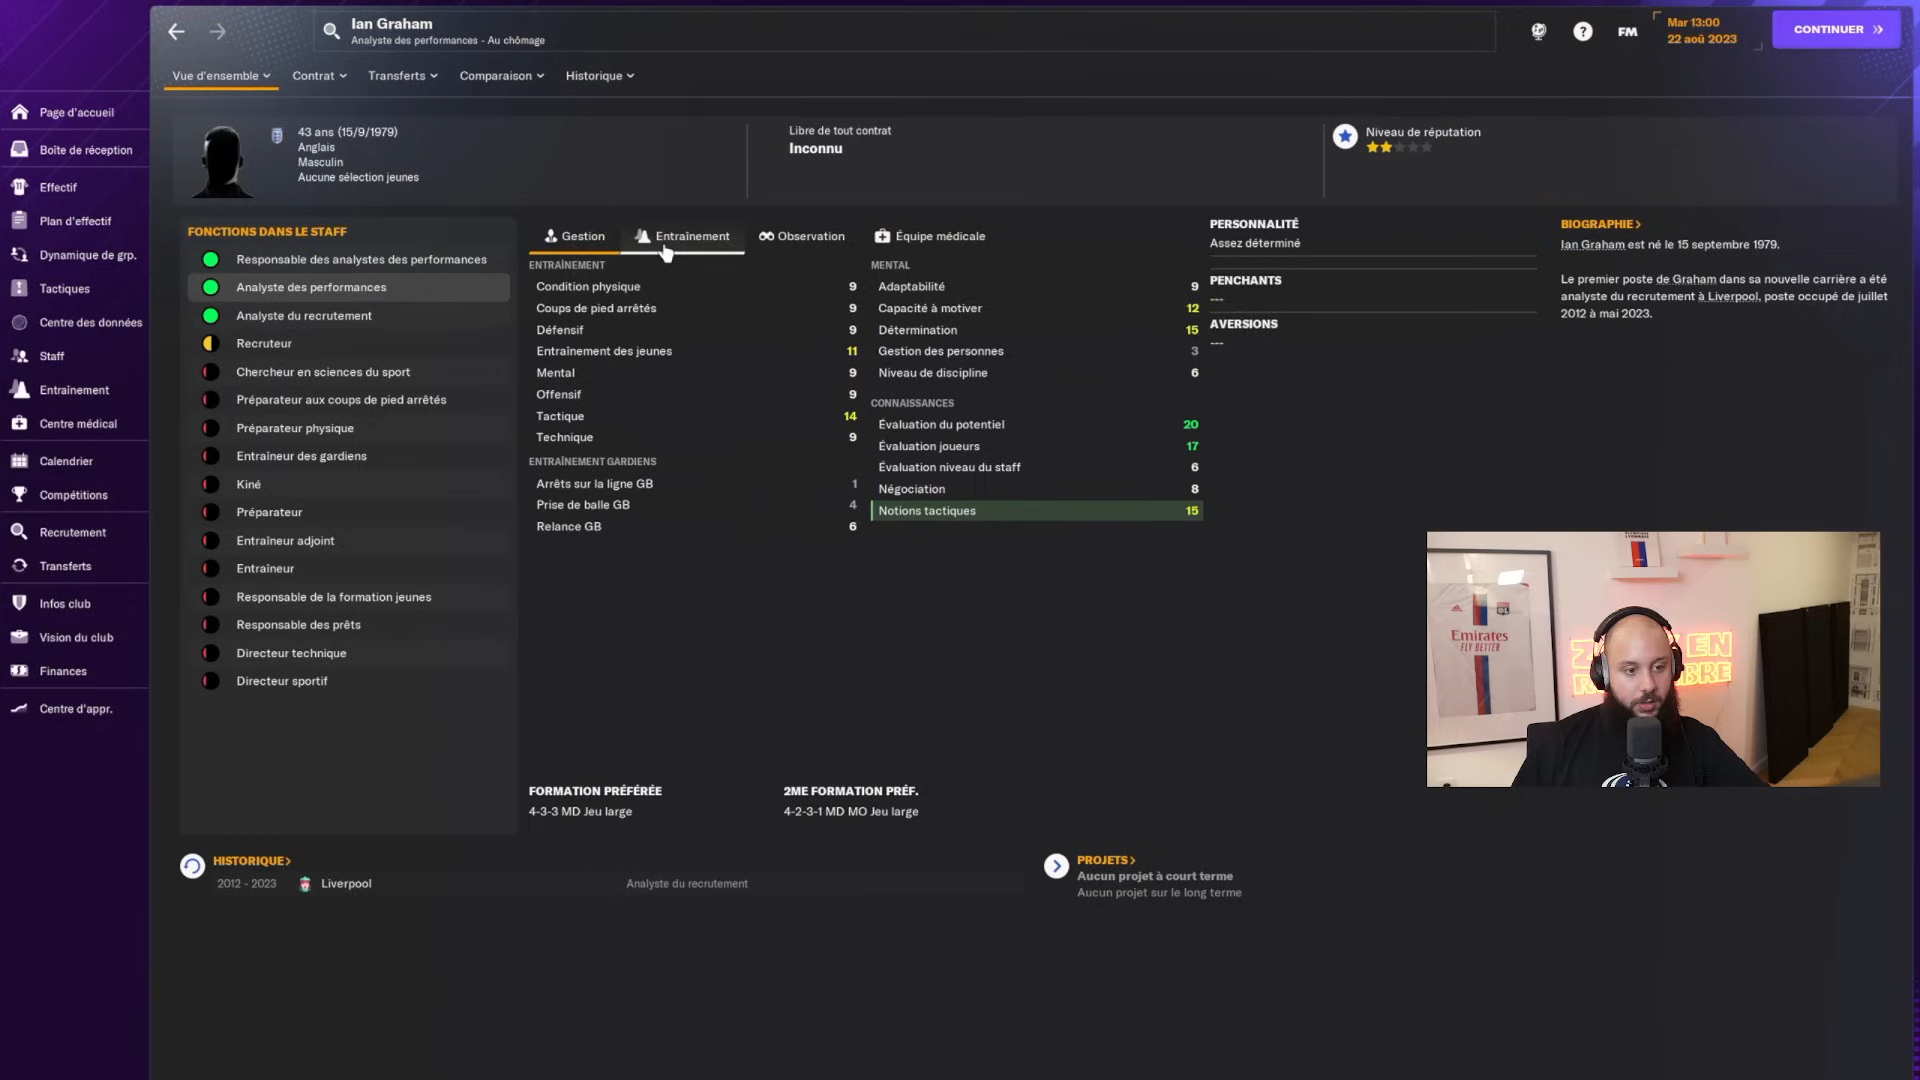 Ian Graham
Analyste des performances - Au chômage
FM
Mar 13:00
22 aoû 2023
CONTINUER
Vue d'ensemble
Contrat
Transferts
Comparaison
Historique
Page d'accueil
Boîte de réception
Effectif
Plan d'effectif
Dynamique de grp.
Tactiques
Centre des données
Staff
Entraînement
Centre médical
Calendrier
Compétitions
Recrutement
Transferts
Infos club
Vision du club
Finances
Centre d'appr.
43 ans (15/9/1979)
Anglais
Masculin
Aucune sélection jeunes
Libre de tout contrat
Inconnu
Niveau de réputation
FONCTIONS DANS LE STAFF
Responsable des analystes des performances
Analyste des performances
Analyste du recrutement
Recruteur
Chercheur en sciences du sport
Préparateur aux coups de pied arrêtés
Préparateur physique
Entraîneur des gardiens
Kiné
Préparateur
Entraîneur adjoint
Entraîneur
Responsable de la formation jeunes
Responsable des prêts
Directeur technique
Directeur sportif
Gestion
Entraînement
Observation
Équipe médicale
ENTRAÎNEMENT
Condition physique 9
Coups de pied arrêtés 9
Défensif 9
Entraînement des jeunes 11
Mental 9
Offensif 9
Tactique 14
Technique 9
ENTRAÎNEMENT GARDIENS
Arrêts sur la ligne GB 1
Prise de balle GB 4
Relance GB 6
MENTAL
Adaptabilité 9
Capacité à motiver 12
Détermination 15
Gestion des personnes 3
Niveau de discipline 6
CONNAISSANCES
Évaluation du potentiel 20
Évaluation joueurs 17
Évaluation niveau du staff 6
Négociation 8
Notions tactiques 15
PERSONNALITÉ
Assez déterminé
PENCHANTS
---
AVERSIONS
---
BIOGRAPHIE >
Ian Graham est né le 15 septembre 1979.
Le premier poste de Graham dans sa nouvelle carrière a été
analyste du recrutement à Liverpool, poste occupé de juillet
2012 à mai 2023.
FORMATION PRÉFÉRÉE
4-3-3 MD Jeu large
2ME FORMATION PRÉF.
4-2-3-1 MD MO Jeu large
HISTORIQUE >
2012 - 2023 Liverpool Analyste du recrutement
PROJETS >
Aucun projet à court terme
Aucun projet sur le long terme
Emirates
FLY BETTER
OL
EN
BRE